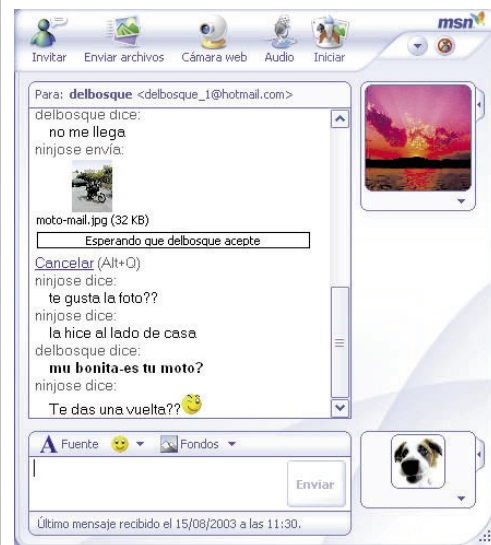 msn
Invitar Enviar archivos Cámara web Audio Iniciar
Para: delbosque <delbosque_1@hotmail.com>
delbosque dice:
no me llega
ninjose envía:
moto-mail.jpg (32 KB)
Esperando que delbosque acepte
Cancelar (Alt+Q)
ninjose dice:
te gusta la foto??
ninjose dice:
la hice al lado de casa
delbosque dice:
mu bonita-es tu moto?
ninjose dice:
Te das una vuelta??
A Fuente Fondos
Enviar
Último mensaje recibido el 15/08/2003 a las 11:30.